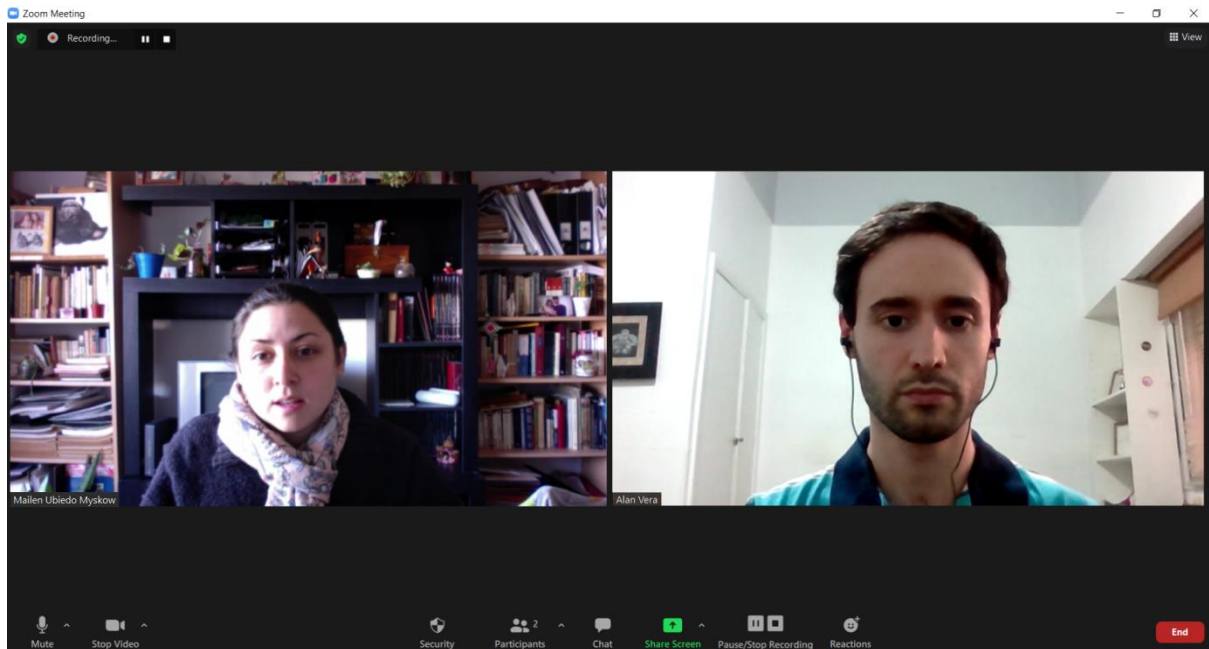 Zoom Meeting
Recording...
View
Mailen Ubiedo Myskow
Alan Vera
2
Mute
Stop Video
Security
Participants
Chat
Share Screen
Pause/Stop Recording
Reactions
End